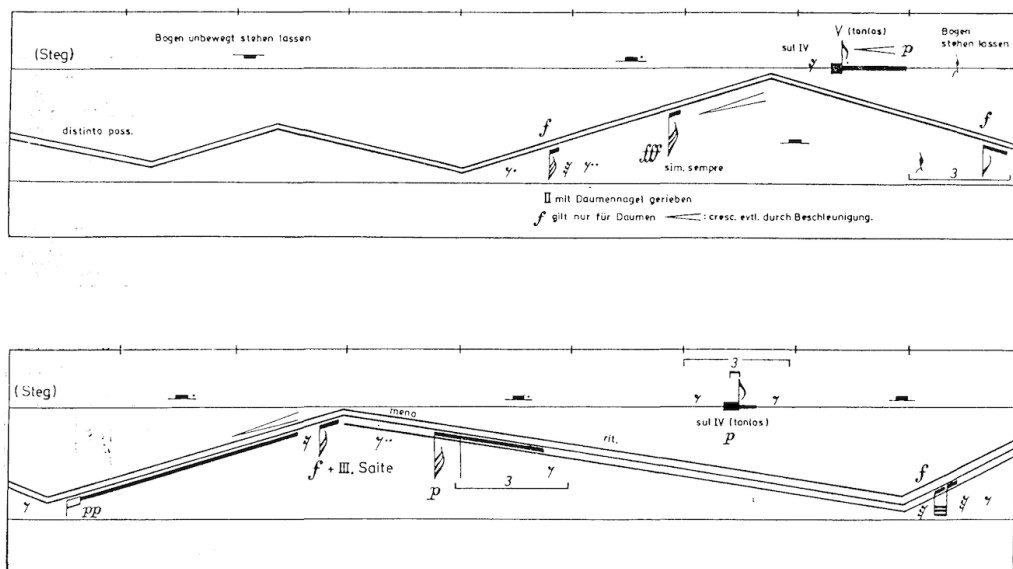 Bogen unbewegt stehen lassen
(Steg)
sul IV
V (tonlos)
p
Bogen
stehen lassen
distinto poss.
f
fff
sim. sempre
f
3
II mit Daumennagel gerieben
f gilt nur für Daumen : cresc. evtl. durch Beschleunigung.
3
(Steg)
sul IV (tonlos)
p
meno
rit.
f + III. Saite
pp
p
3
f